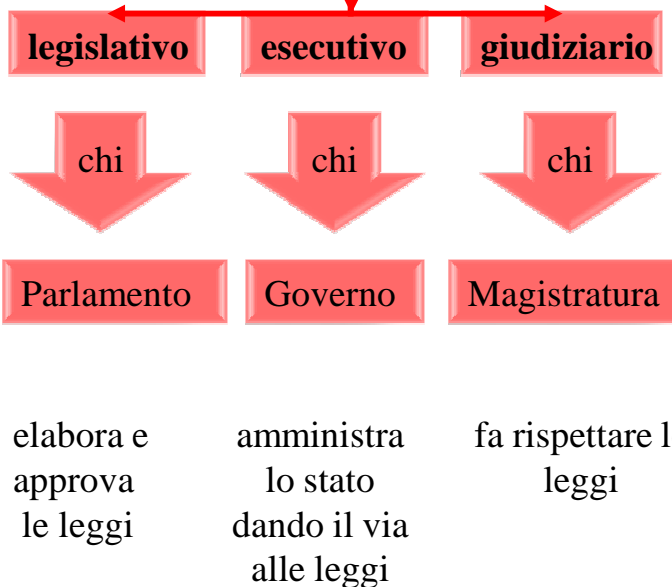 legislativo
esecutivo
giudiziario
chi
chi
chi
Parlamento
Governo
Magistratura
elabora e
approva
le leggi
amministra
lo stato
dando il via
alle leggi
fa rispettare l
leggi